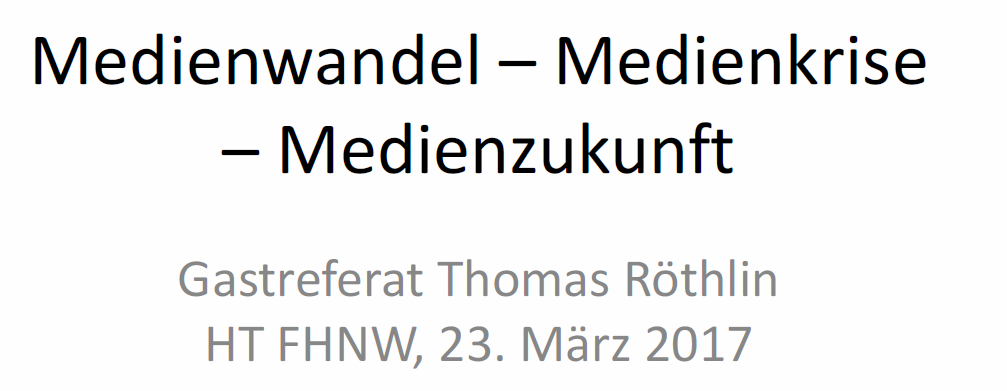 Medienwandel – Medienkrise
– Medienzukunft
Gastreferat Thomas Röthlin
HT FHNW, 23. März 2017